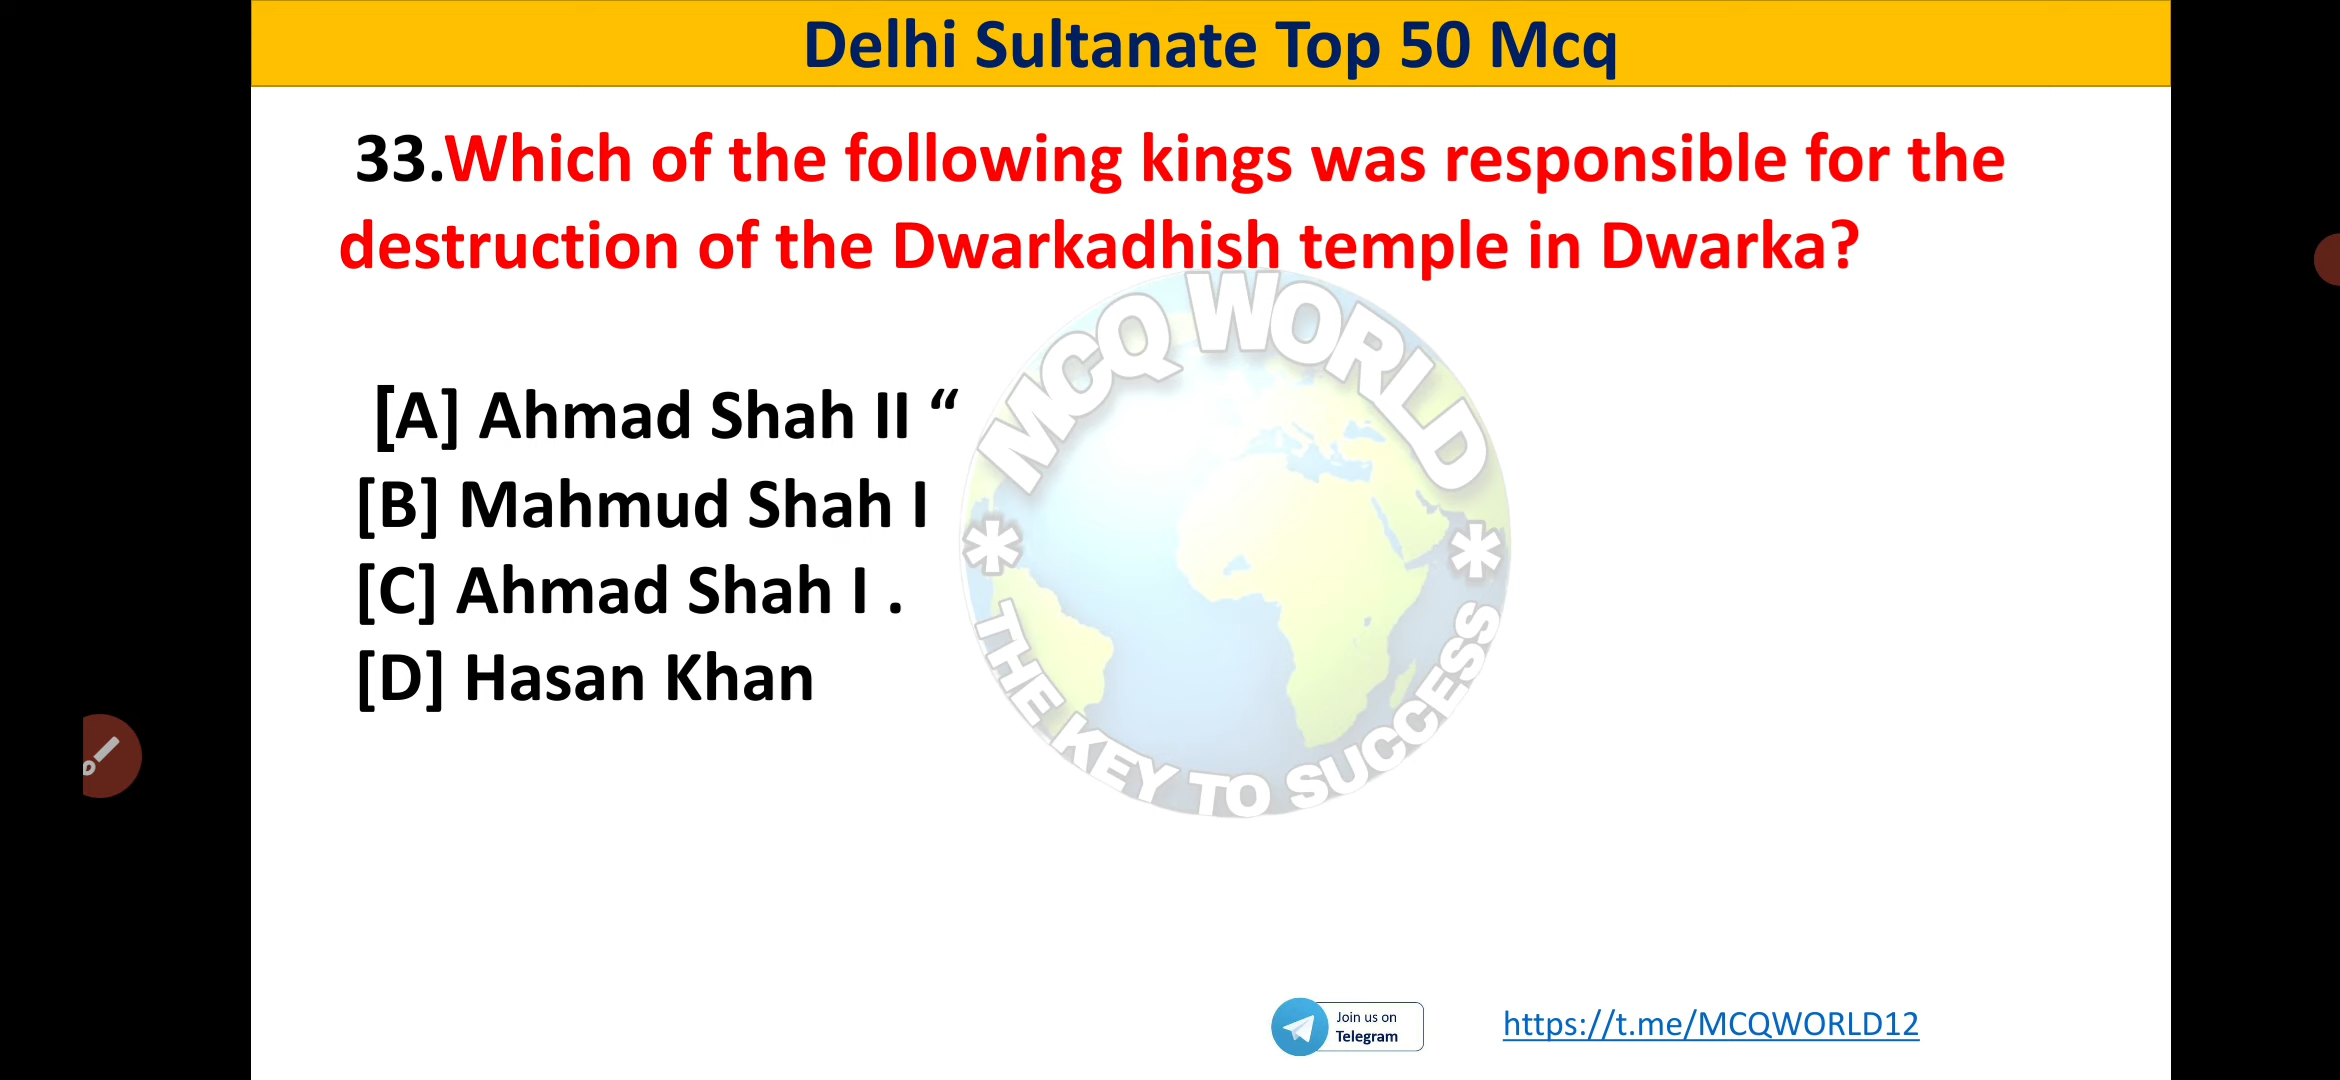 Delhi Sultanate Top 50 Mcq
33.Which of the following kings was responsible for the
destruction of the Dwarkadhish temple in Dwarka?
[A] Ahmad Shah II “
[B] Mahmud Shah I
[C] Ahmad Shah I .
[D] Hasan Khan
MCQ WORLD
* *
THE KEY TO SUCCESS
Join us on
Telegram
https://t.me/MCQWORLD12